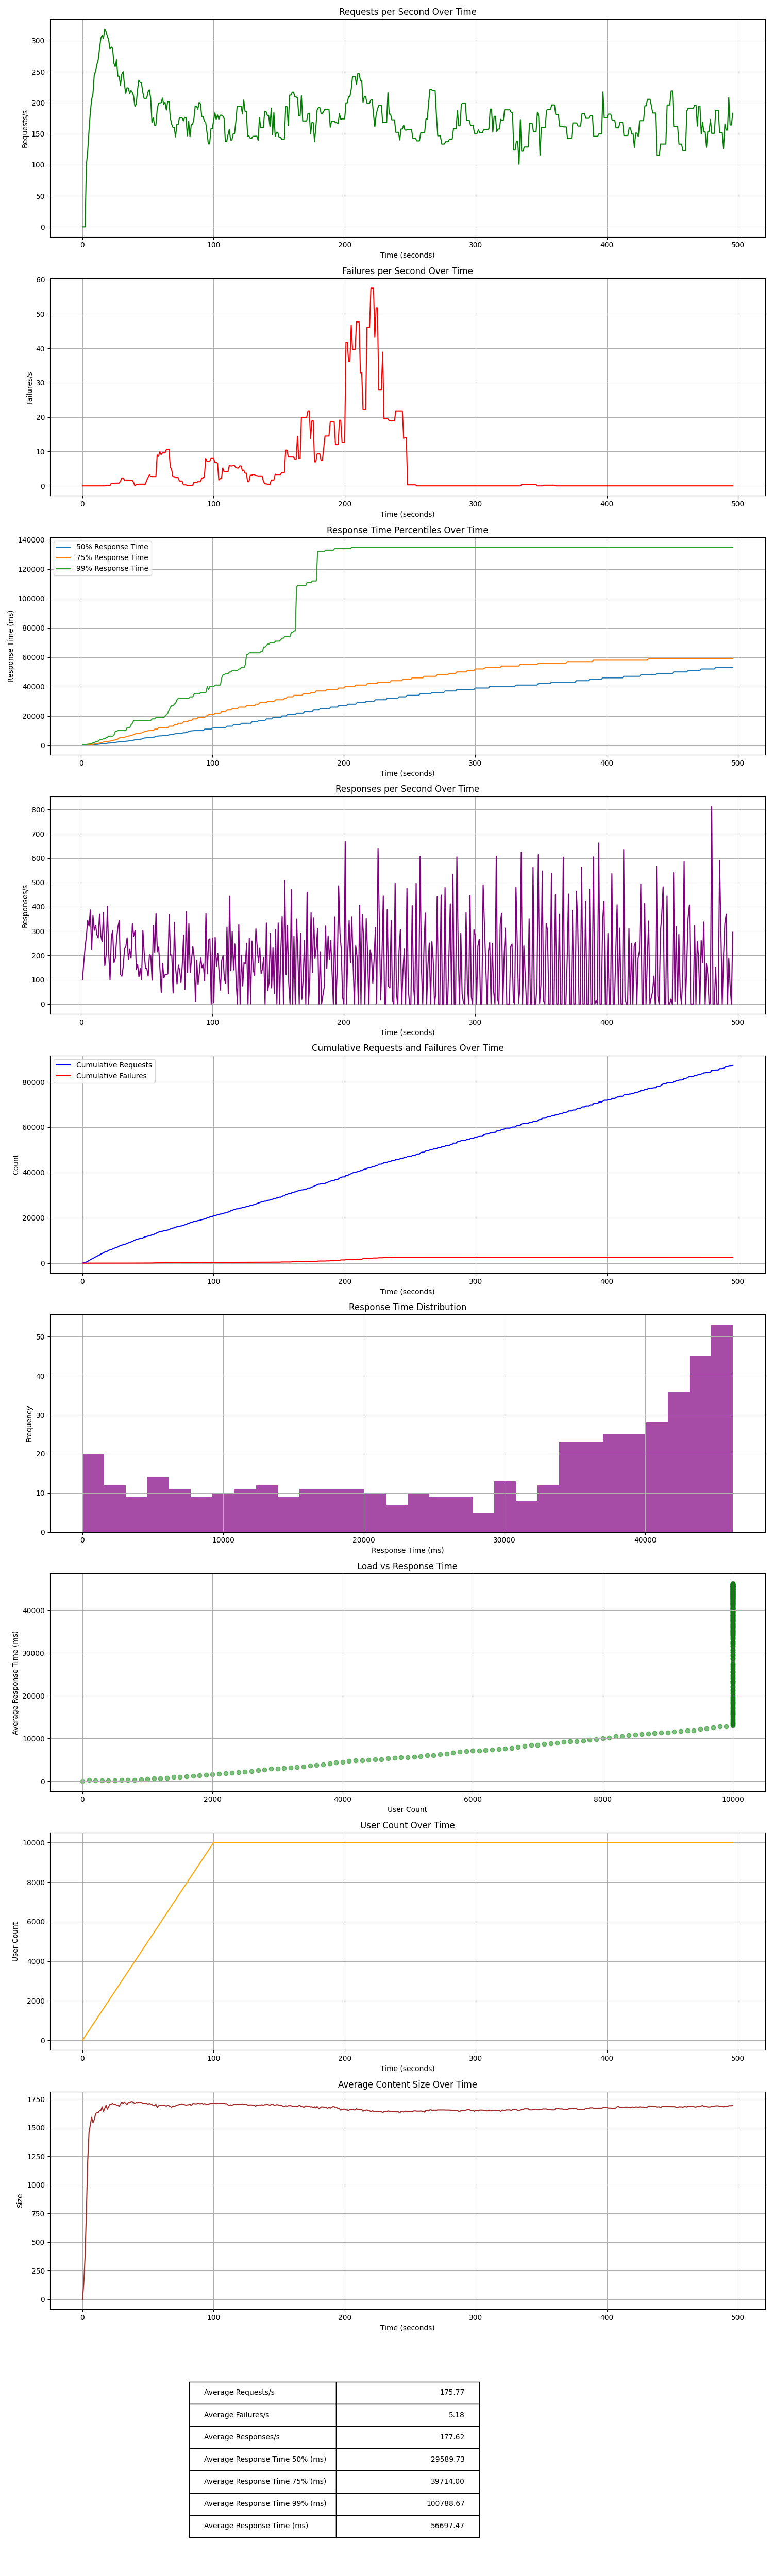 Requests per Second Over Time
300
250
200
150
100
50
0
Requests/s
0 100 200 300 400 500
Time (seconds)
Failures per Second Over Time
60
50
40
30
20
10
0
Failures/s
0 100 200 300 400 500
Time (seconds)
Response Time Percentiles Over Time
140000
120000
100000
80000
60000
40000
20000
0
Response Time (ms)
50% Response Time
75% Response Time
99% Response Time
0 100 200 300 400 500
Time (seconds)
Responses per Second Over Time
800
700
600
500
400
300
200
100
0
Responses/s
0 100 200 300 400 500
Time (seconds)
Cumulative Requests and Failures Over Time
80000
60000
40000
20000
0
Count
Cumulative Requests
Cumulative Failures
0 100 200 300 400 500
Time (seconds)
Response Time Distribution
50
40
30
20
10
0
Frequency
0 10000 20000 30000 40000
Response Time (ms)
Load vs Response Time
40000
30000
20000
10000
0
Average Response Time (ms)
0 2000 4000 6000 8000 10000
User Count
User Count Over Time
10000
8000
6000
4000
2000
0
User Count
0 100 200 300 400 500
Time (seconds)
Average Content Size Over Time
1750
1500
1250
1000
750
500
250
0
Size
0 100 200 300 400 500
Time (seconds)
Average Requests/s 175.77
Average Failures/s 5.18
Average Responses/s 177.62
Average Response Time 50% (ms) 29589.73
Average Response Time 75% (ms) 39714.00
Average Response Time 99% (ms) 100788.67
Average Response Time (ms) 56697.47